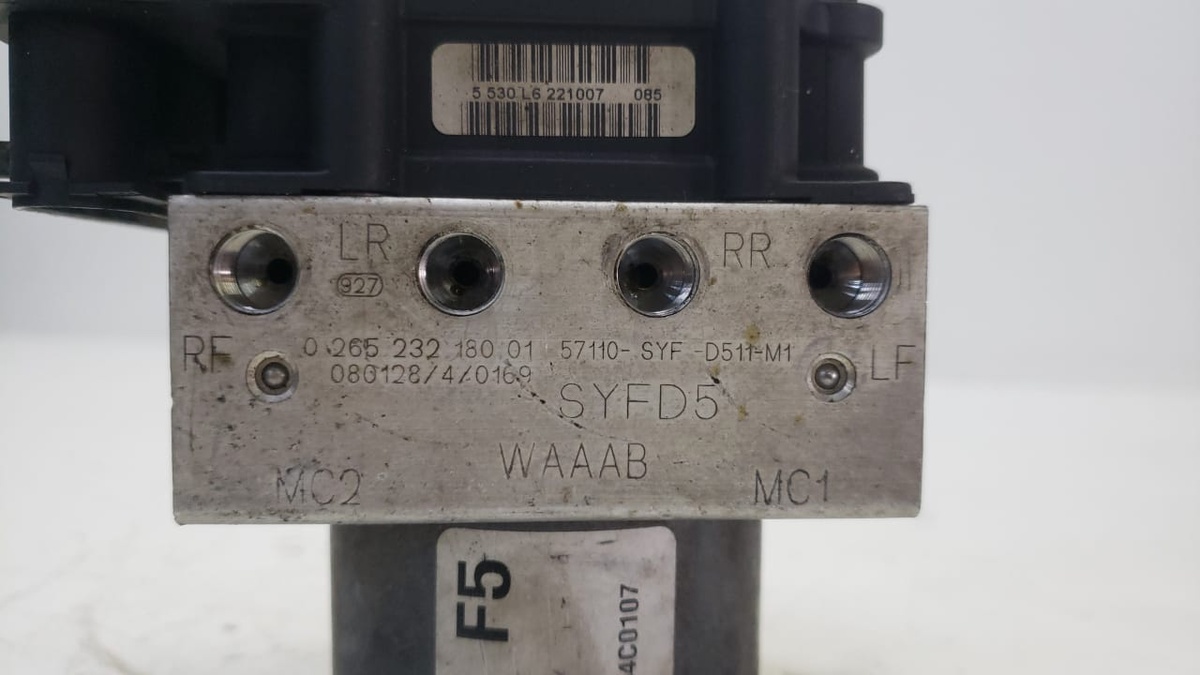 5 530 L6 221007 085
LR
RR
927
RF
0 265 232 180 01 57110- SYF -D511-M1
LF
080128/4/0169
SYFD5
WAAAB
MC2
MC1
F5
4C0107